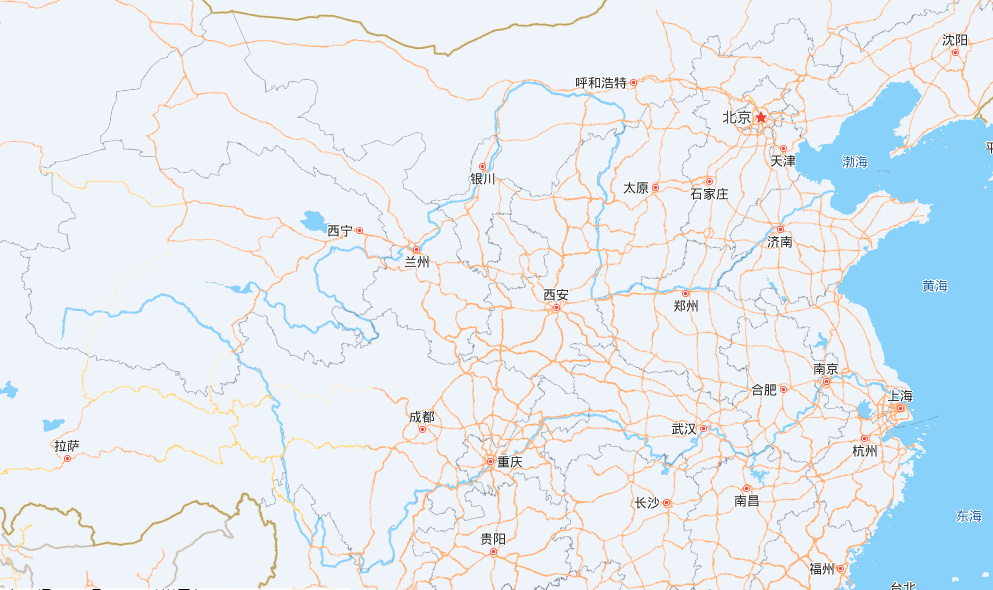 沈阳
呼和浩特
北京
天津
渤海
银川
太原
石家庄
西宁
济南
兰州
黄海
西安
郑州
南京
合肥
上海
成都
武汉
拉萨
杭州
重庆
长沙
南昌
东海
贵阳
福州